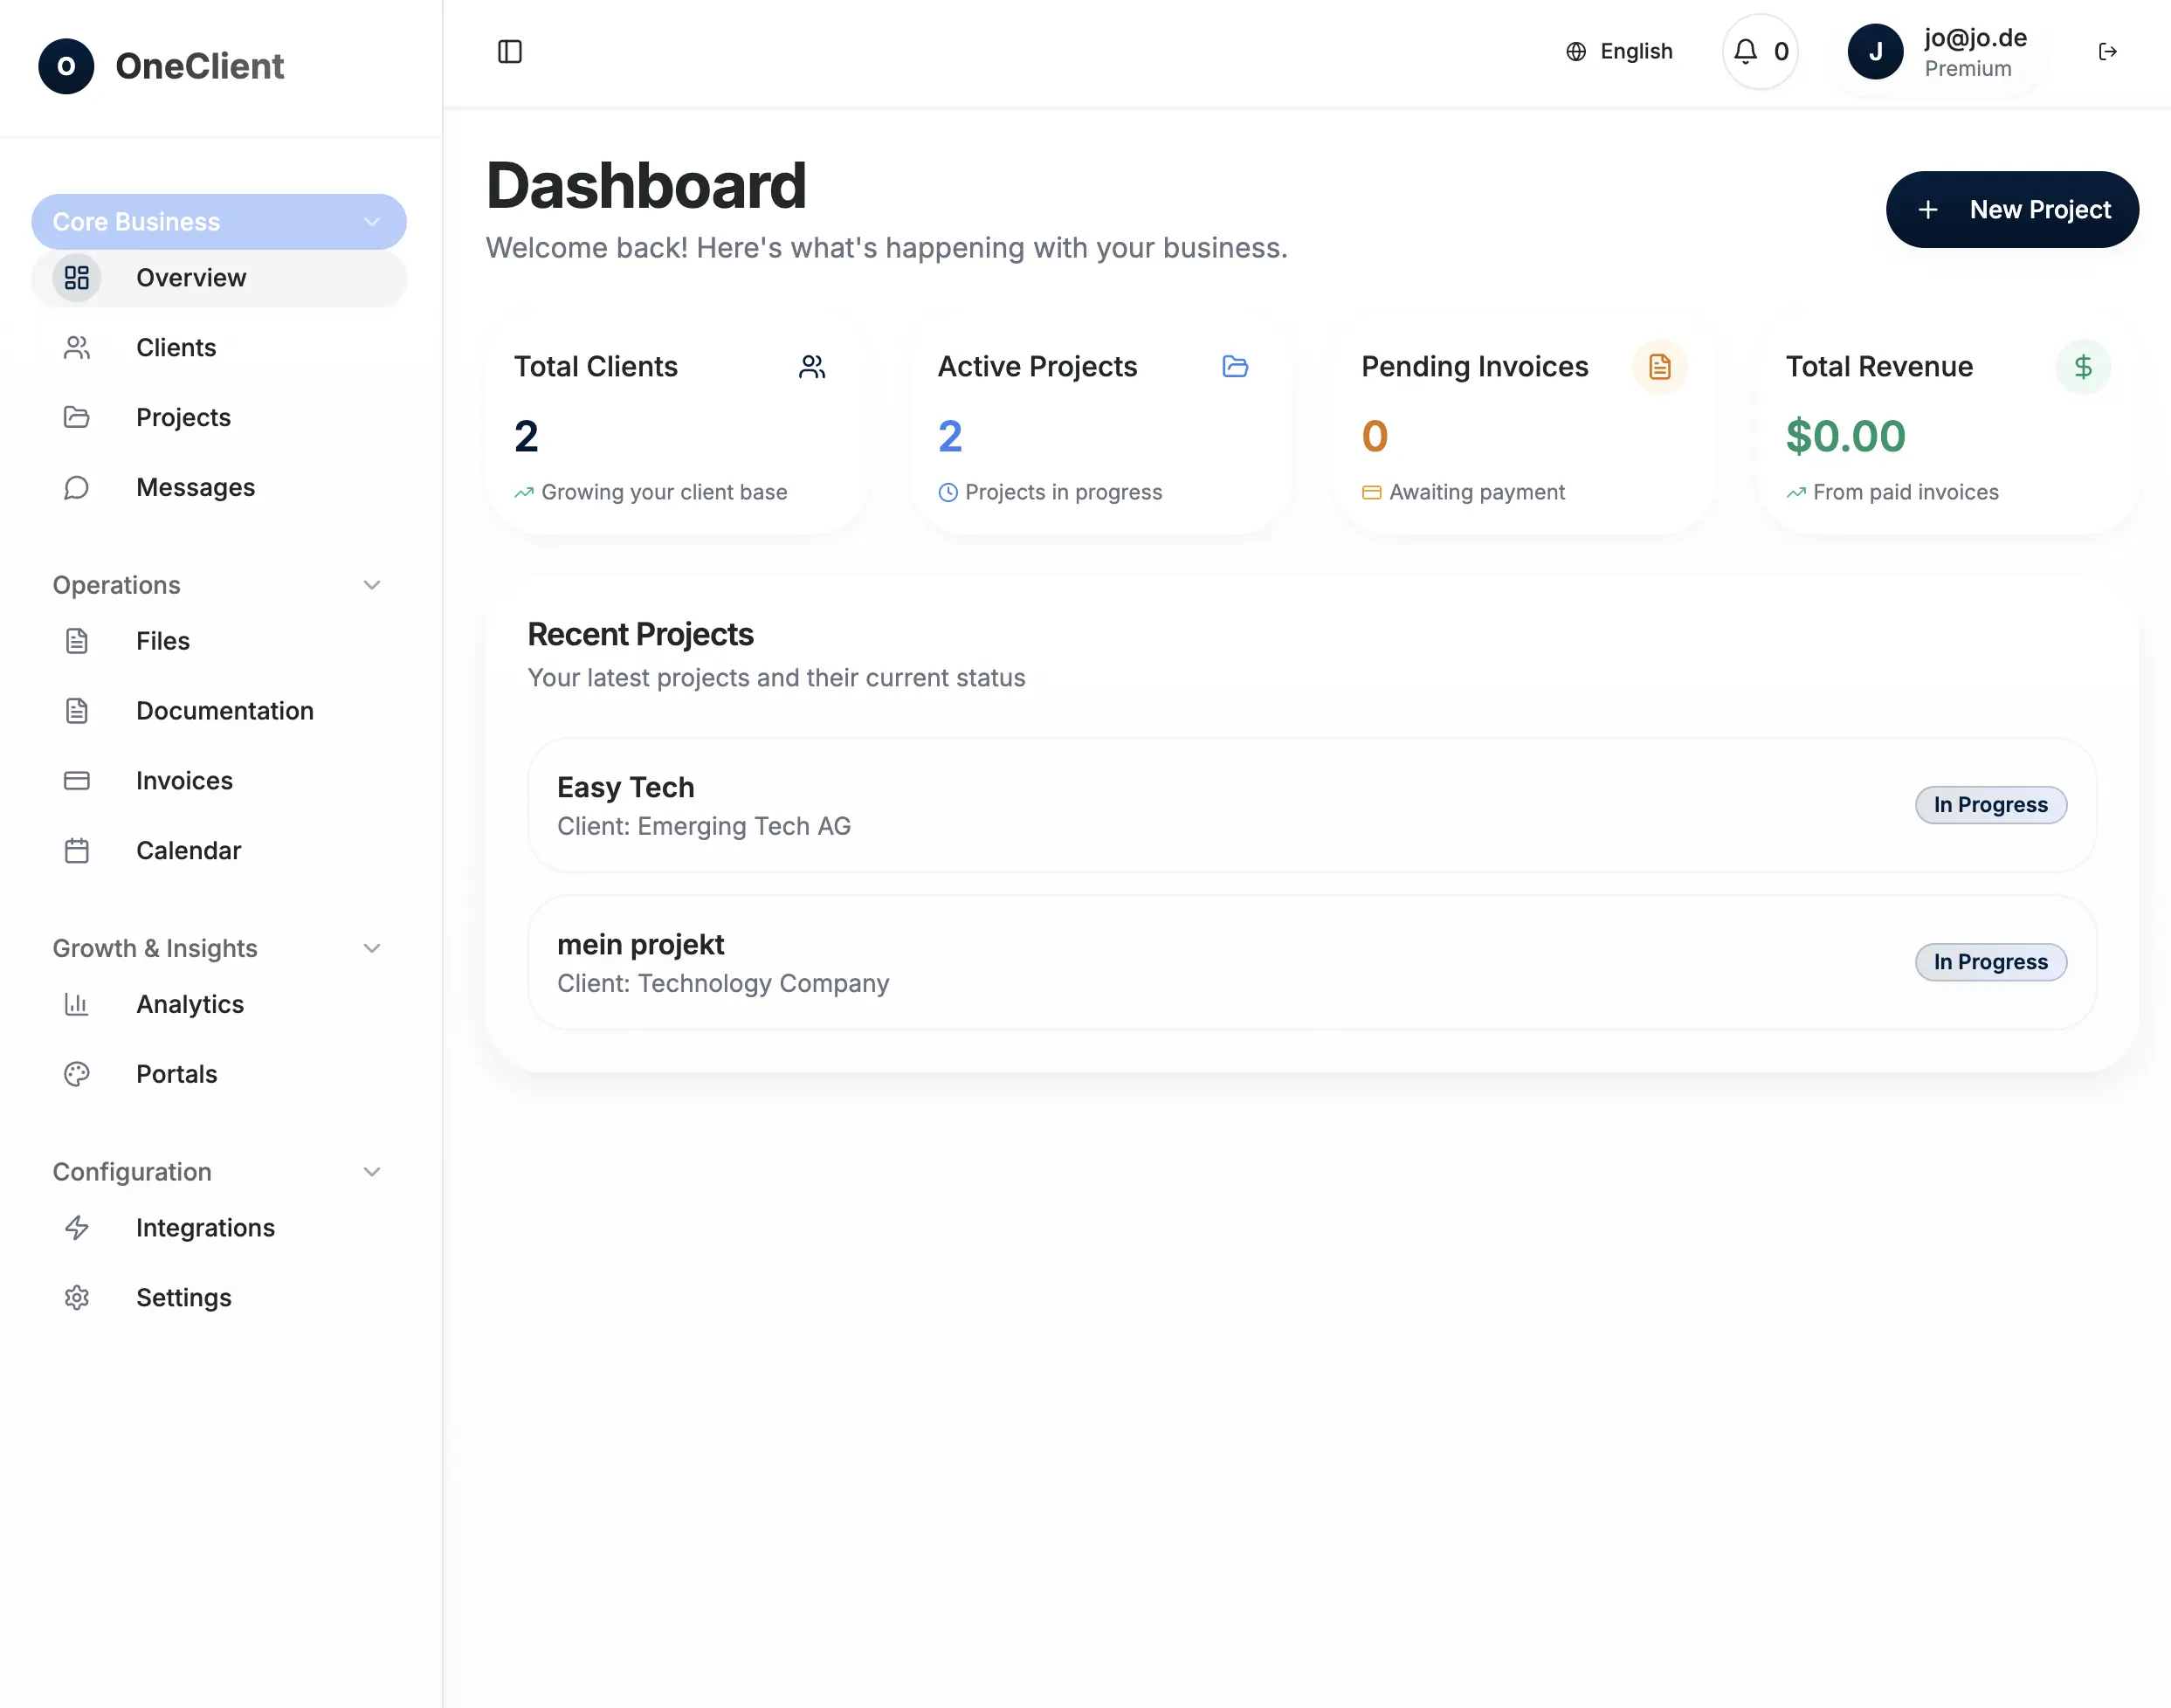 O OneClient
English
0
J
jo@jo.de
Premium
Core Business
Overview
Clients
Projects
Messages
Operations
Files
Documentation
Invoices
Calendar
Growth & Insights
Analytics
Portals
Configuration
Integrations
Settings
Dashboard
Welcome back! Here's what's happening with your business.
+ New Project
Total Clients
2
Growing your client base
Active Projects
2
Projects in progress
Pending Invoices
0
Awaiting payment
Total Revenue
$
$0.00
From paid invoices
Recent Projects
Your latest projects and their current status
Easy Tech
Client: Emerging Tech AG
In Progress
mein projekt
Client: Technology Company
In Progress